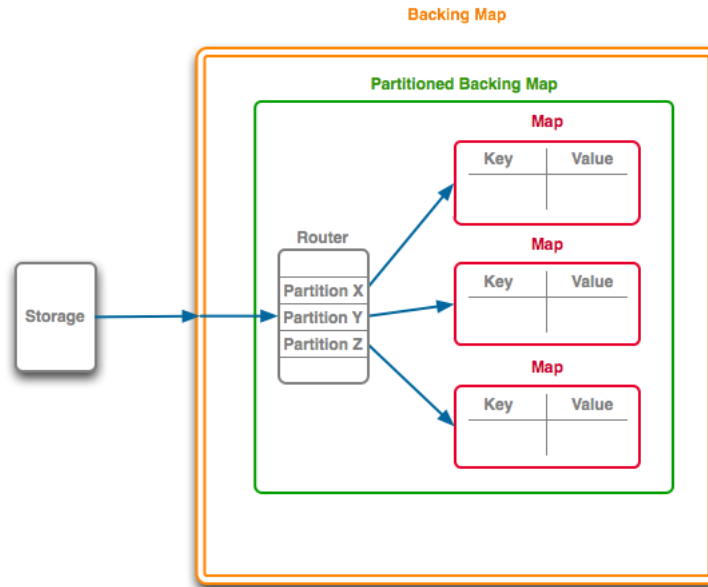 Backing Map
Partitioned Backing Map
Map
Key Value
Router
Partition X
Partition Y
Partition Z
Storage
Map
Key Value
Map
Key Value